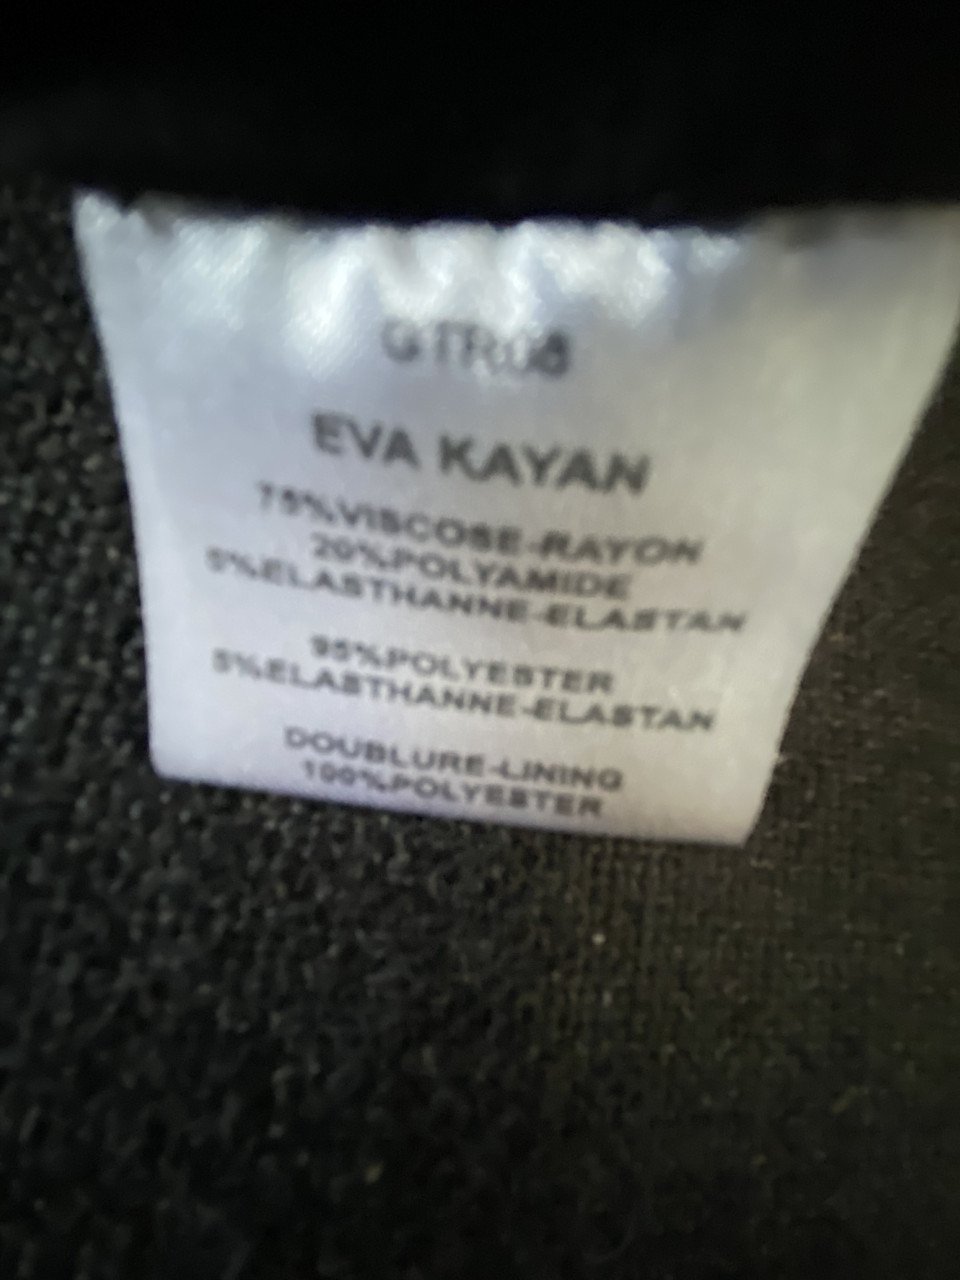 EVA KAYAN
75%VISCOSE-RAYON
20%POLYAMIDE
5%ELASTHANNE-ELASTAN
95%POLYESTER
5%ELASTHANNE-ELASTAN
DOUBLURE-LINING
100%POLYESTER